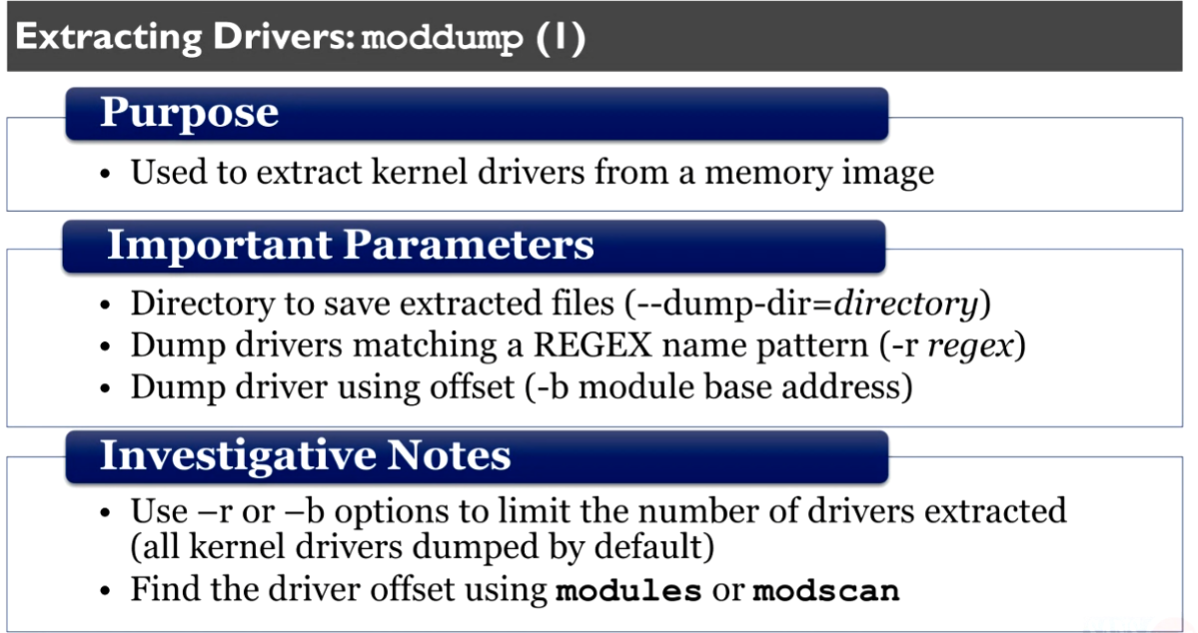 Extracting Drivers: moddump (1)
Purpose
• Used to extract kernel drivers from a memory image
Important Parameters
• Directory to save extracted files (--dump-dir=directory)
• Dump drivers matching a REGEX name pattern (-r regex)
• Dump driver using offset (-b module base address)
Investigative Notes
• Use –r or –b options to limit the number of drivers extracted
(all kernel drivers dumped by default)
• Find the driver offset using modules or modscan